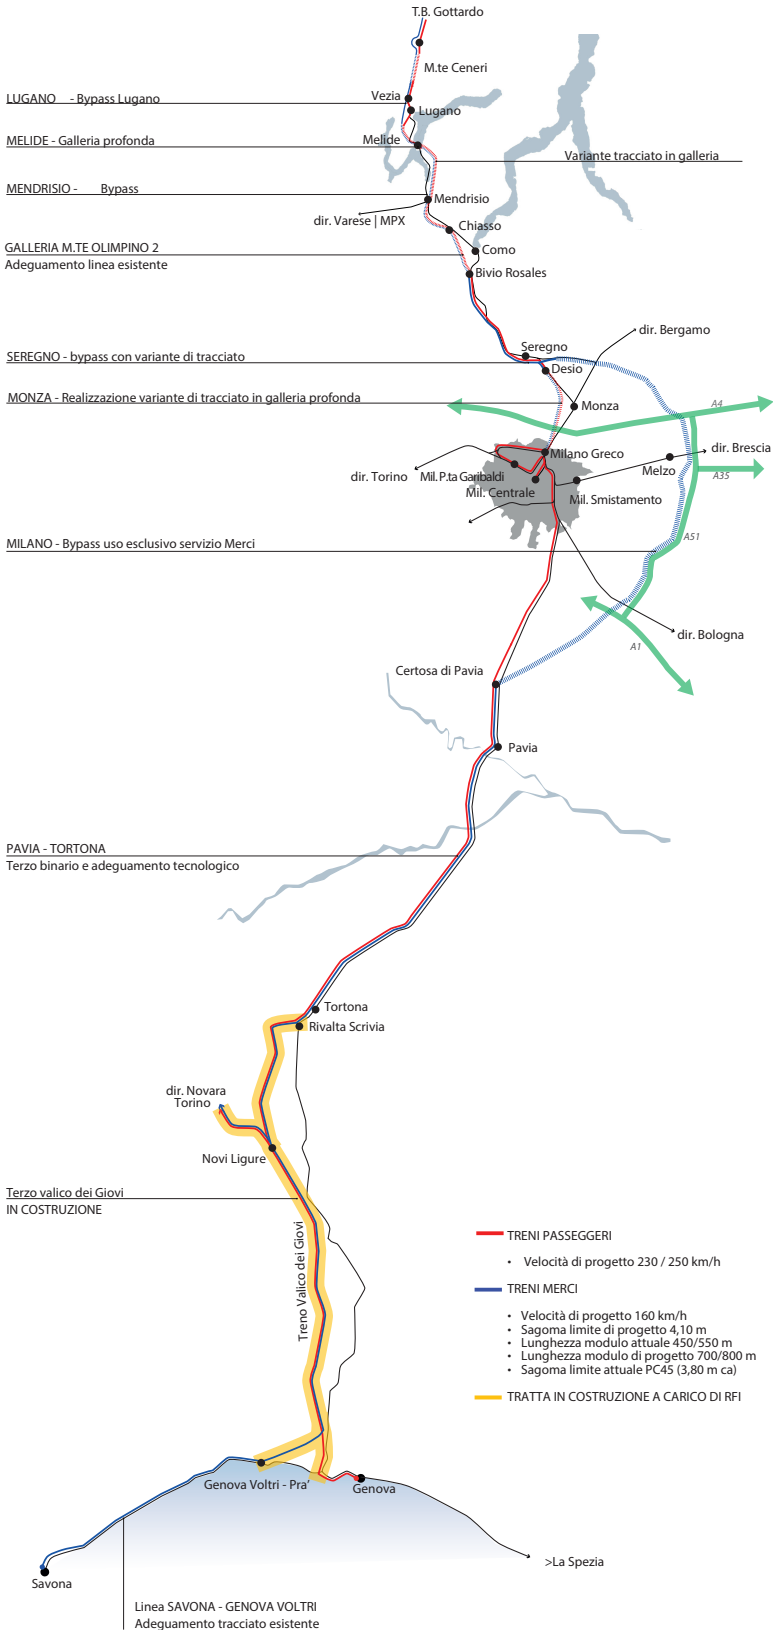 T.B. Gottardo
M.te Ceneri
Vezia
LUGANO - Bypass Lugano
Lugano
MELIDE - Galleria profonda
Melide
Variante tracciato in galleria
MENDRISIO - Bypass
Mendrisio
dir. Varese | MPX
Chiasso
GALLERIA M.TE OLIMPINO 2
Adeguamento linea esistente
Como
Bivio Rosales
dir. Bergamo
Seregno
SEREGNO - bypass con variante di tracciato
Desio
MONZA - Realizzazione variante di tracciato in galleria profonda
Monza
A4
Milano Greco
dir. Brescia
dir. Torino
Mil. P.ta Garibaldi
Melzo
A35
Mil. Centrale
Mil. Smistamento
MILANO - Bypass uso esclusivo servizio Merci
A51
dir. Bologna
A1
Certosa di Pavia
Pavia
PAVIA - TORTONA
Terzo binario e adeguamento tecnologico
Tortona
Rivalta Scrivia
dir. Novara
Torino
Novi Ligure
Terzo valico dei Giovi
IN COSTRUZIONE
Treno Valico dei Giovi
TRENI PASSEGGERI
• Velocità di progetto 230 / 250 km/h
TRENI MERCI
• Velocità di progetto 160 km/h
• Sagoma limite di progetto 4,10 m
• Lunghezza modulo attuale 450/550 m
• Lunghezza modulo di progetto 700/800 m
• Sagoma limite attuale PC45 (3,80 m ca)
TRATTA IN COSTRUZIONE A CARICO DI RFI
Genova Voltri - Pra'
Genova
>La Spezia
Savona
Linea SAVONA - GENOVA VOLTRI
Adeguamento tracciato esistente